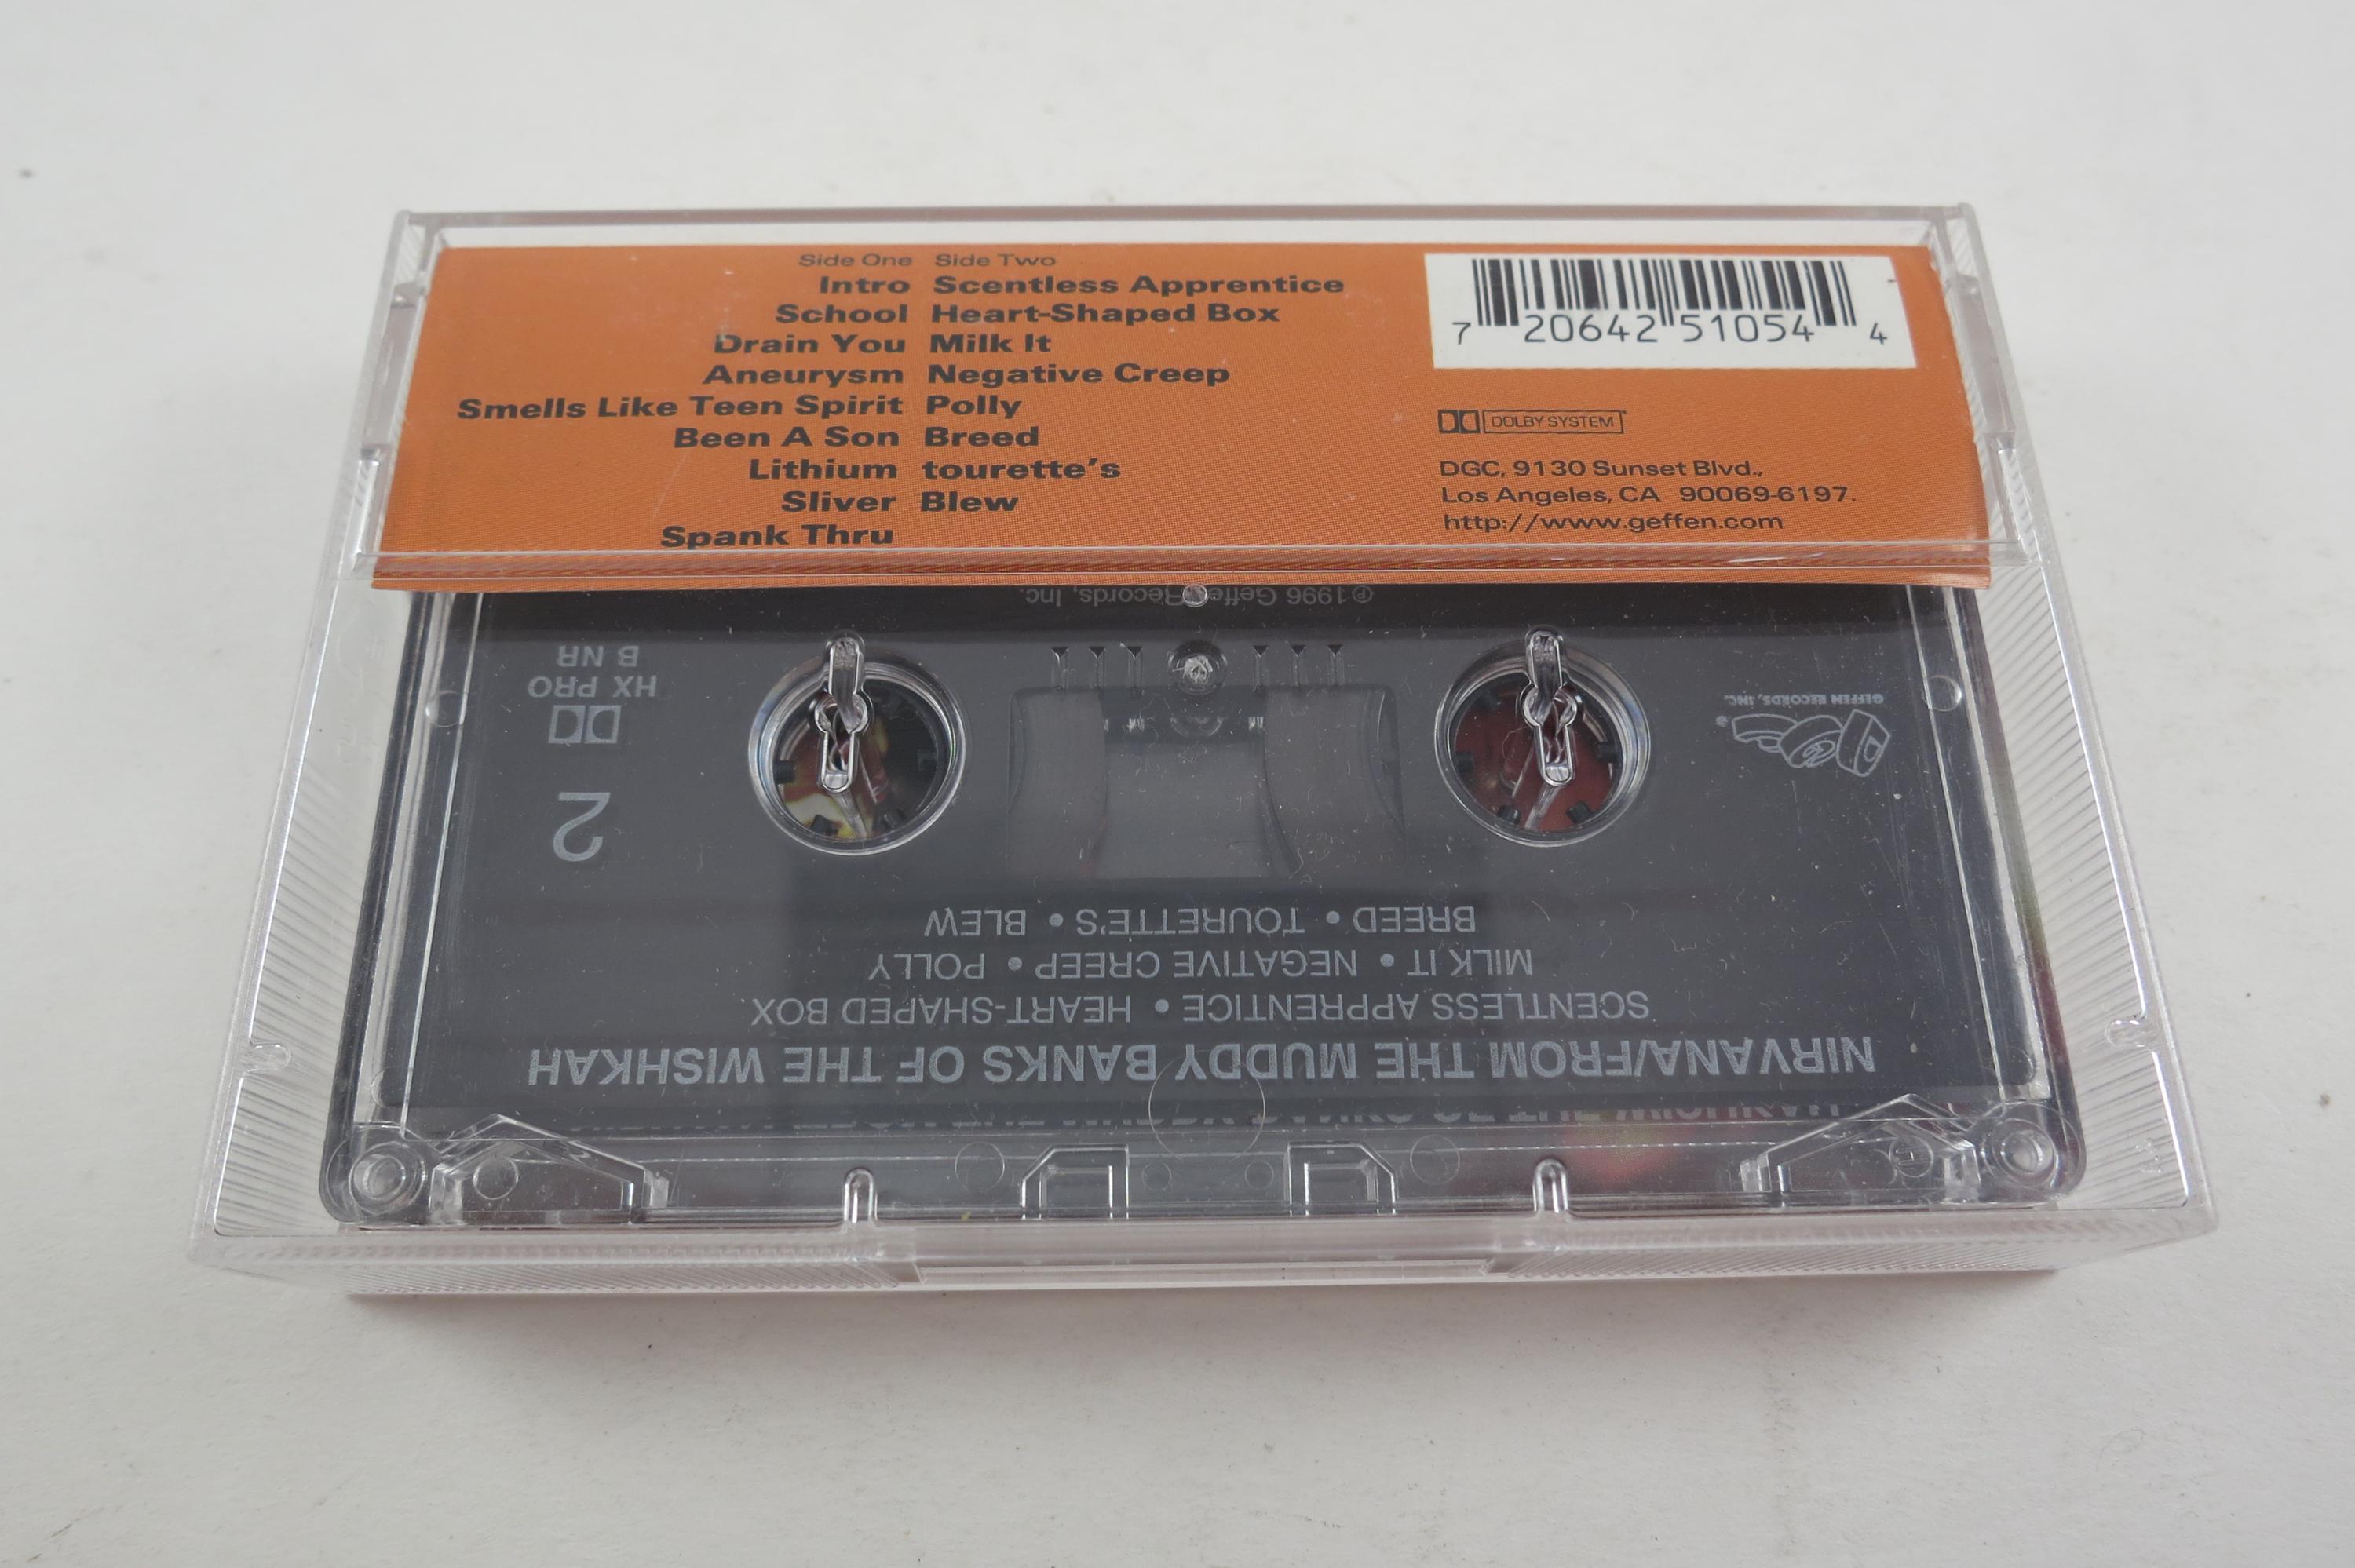 Side One Side Two
Intro Scentless Apprentice
School Heart-Shaped Box
Drain You Milk It
Aneurysm Negative Creep
Smells Like Teen Spirit Polly
Been A Son Breed
Lithium tourette's
Sliver Blew
Spank Thru
7 20642 51054 4
DOLBY SYSTEM
DGC, 9130 Sunset Blvd.,
Los Angeles, CA 90069-6197.
http://www.geffen.com
NIRVANA/FROM THE MUDDY BANKS OF THE WISHKAH
SCENTLESS APPRENTICE • HEART-SHAPED BOX
MILK IT • NEGATIVE CREEP • POLLY
BREED • TOURETTE'S • BLEW
2
HX PRO
B NR
GEFFEN RECORDS, INC.
℗1996 Geffen Records, Inc.